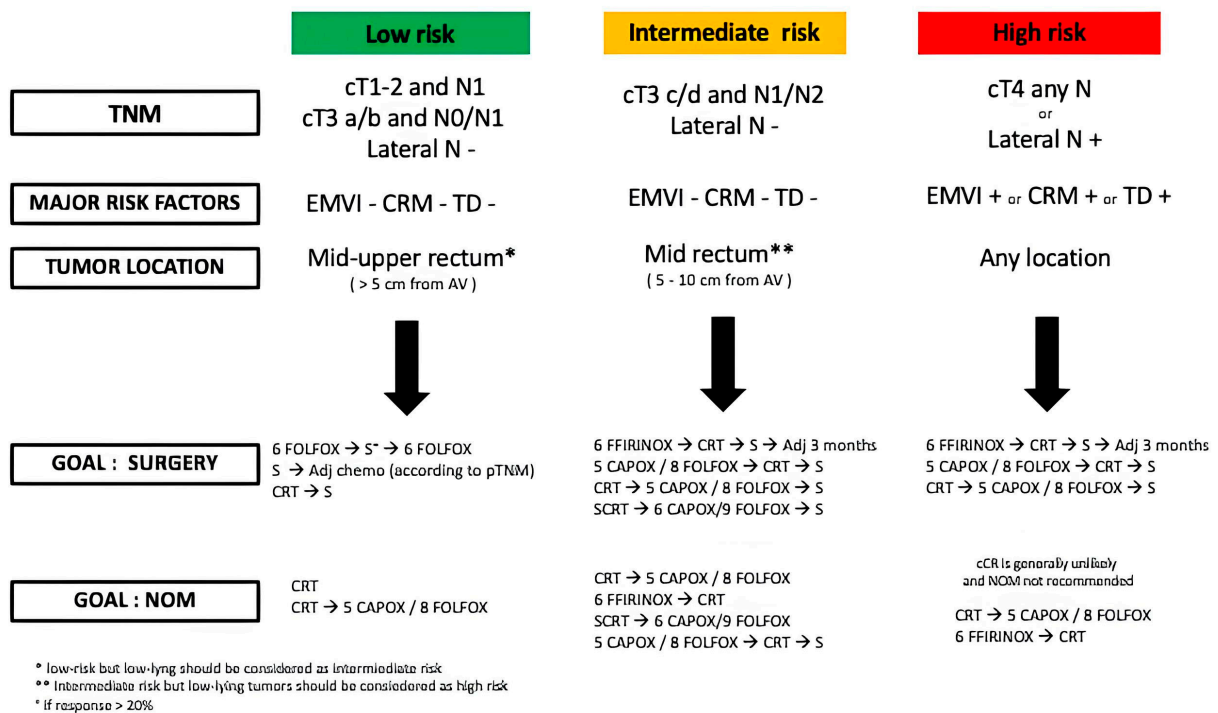 Low risk
Intermediate risk
High risk
TNM
cT1-2 and N1
cT3 a/b and N0/N1
Lateral N -
cT3 c/d and N1/N2
Lateral N -
cT4 any N
or
Lateral N +
MAJOR RISK FACTORS
EMVI - CRM - TD -
EMVI - CRM - TD -
EMVI + or CRM + or TD +
TUMOR LOCATION
Mid-upper rectum*
( > 5 cm from AV )
Mid rectum**
( 5 - 10 cm from AV )
Any location
GOAL : SURGERY
6 FOLFOX → S° → 6 FOLFOX
S → Adj chemo (according to pTNM)
CRT → S
6 FFIRINOX → CRT → S → Adj 3 months
5 CAPOX / 8 FOLFOX → CRT → S
CRT → 5 CAPOX / 8 FOLFOX → S
SCRT → 6 CAPOX/9 FOLFOX → S
6 FFIRINOX → CRT → S → Adj 3 months
5 CAPOX / 8 FOLFOX → CRT → S
CRT → 5 CAPOX / 8 FOLFOX → S
GOAL : NOM
CRT
CRT → 5 CAPOX / 8 FOLFOX
CRT → 5 CAPOX / 8 FOLFOX
6 FFIRINOX → CRT
SCRT → 6 CAPOX/9 FOLFOX
5 CAPOX / 8 FOLFOX → CRT → S
cCR is generally unlikely
and NOM not recommended
CRT → 5 CAPOX / 8 FOLFOX
6 FFIRINOX → CRT
* low-risk but low-lyng should be considered as intermiediate risk
** Intermediate risk but low-lying tumors should be consiodered as high risk
° If response > 20%